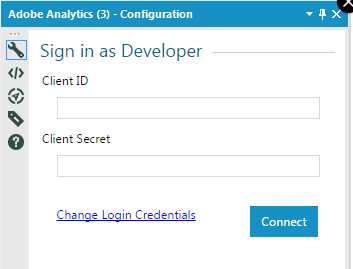 Adobe Analytics (3) - Configuration
Sign in as Developer
Client ID
Client Secret
Change Login Credentials
Connect